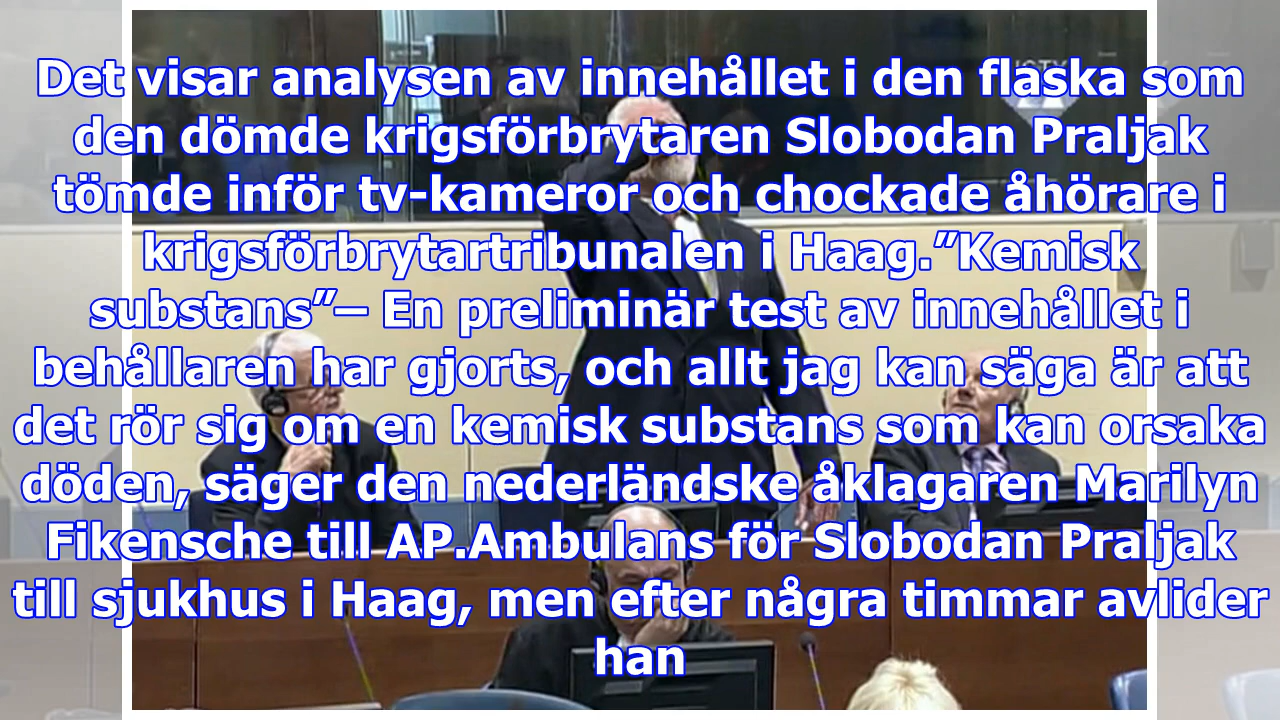 Det visar analysen av innehållet i den flaska som
den dömde krigsförbrytaren Slobodan Praljak
tömde inför tv-kameror och chockade åhörare i
krigsförbrytartribunalen i Haag.”Kemisk
substans”– En preliminär test av innehållet i
behållaren har gjorts, och allt jag kan säga är att
det rör sig om en kemisk substans som kan orsaka
döden, säger den nederländske åklagaren Marilyn
Fikensche till AP.Ambulans för Slobodan Praljak
till sjukhus i Haag, men efter några timmar avlider
han